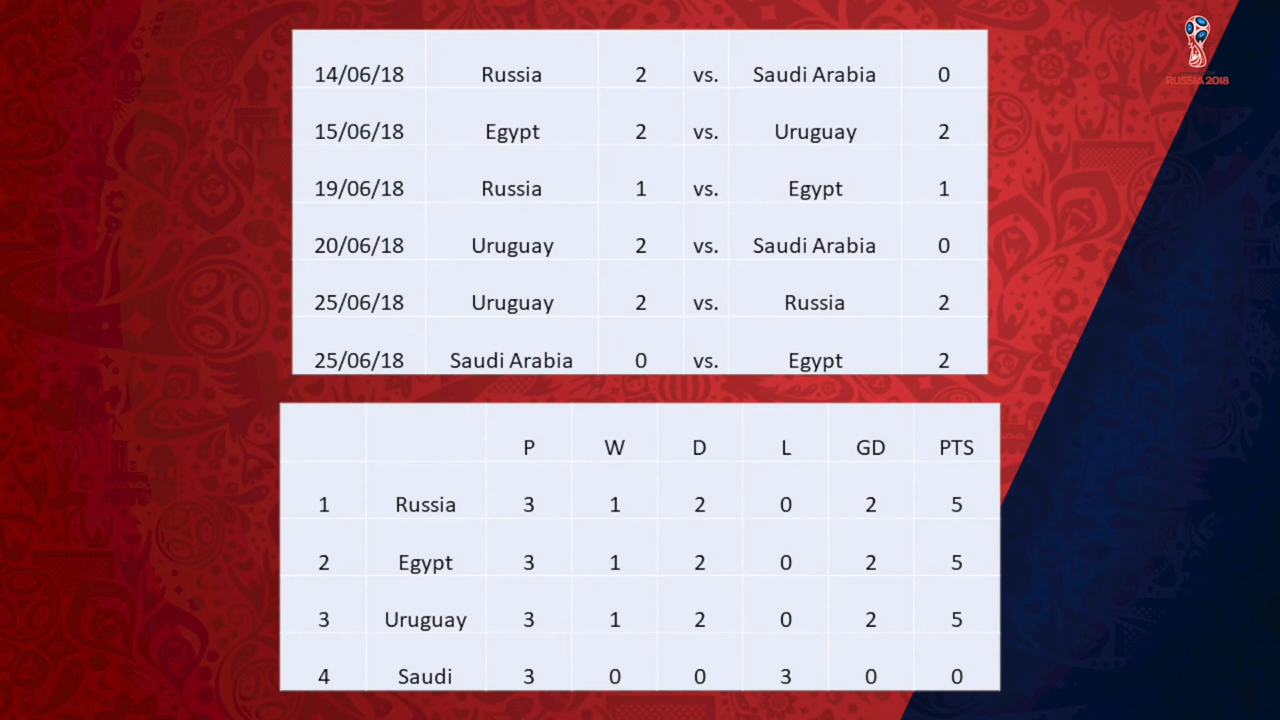 RUSSIA 2018
14/06/18 Russia 2 vs. Saudi Arabia 0
15/06/18 Egypt 2 vs. Uruguay 2
19/06/18 Russia 1 vs. Egypt 1
20/06/18 Uruguay 2 vs. Saudi Arabia 0
25/06/18 Uruguay 2 vs. Russia 2
25/06/18 Saudi Arabia 0 vs. Egypt 2
P W D L GD PTS
1 Russia 3 1 2 0 2 5
2 Egypt 3 1 2 0 2 5
3 Uruguay 3 1 2 0 2 5
4 Saudi 3 0 0 3 0 0